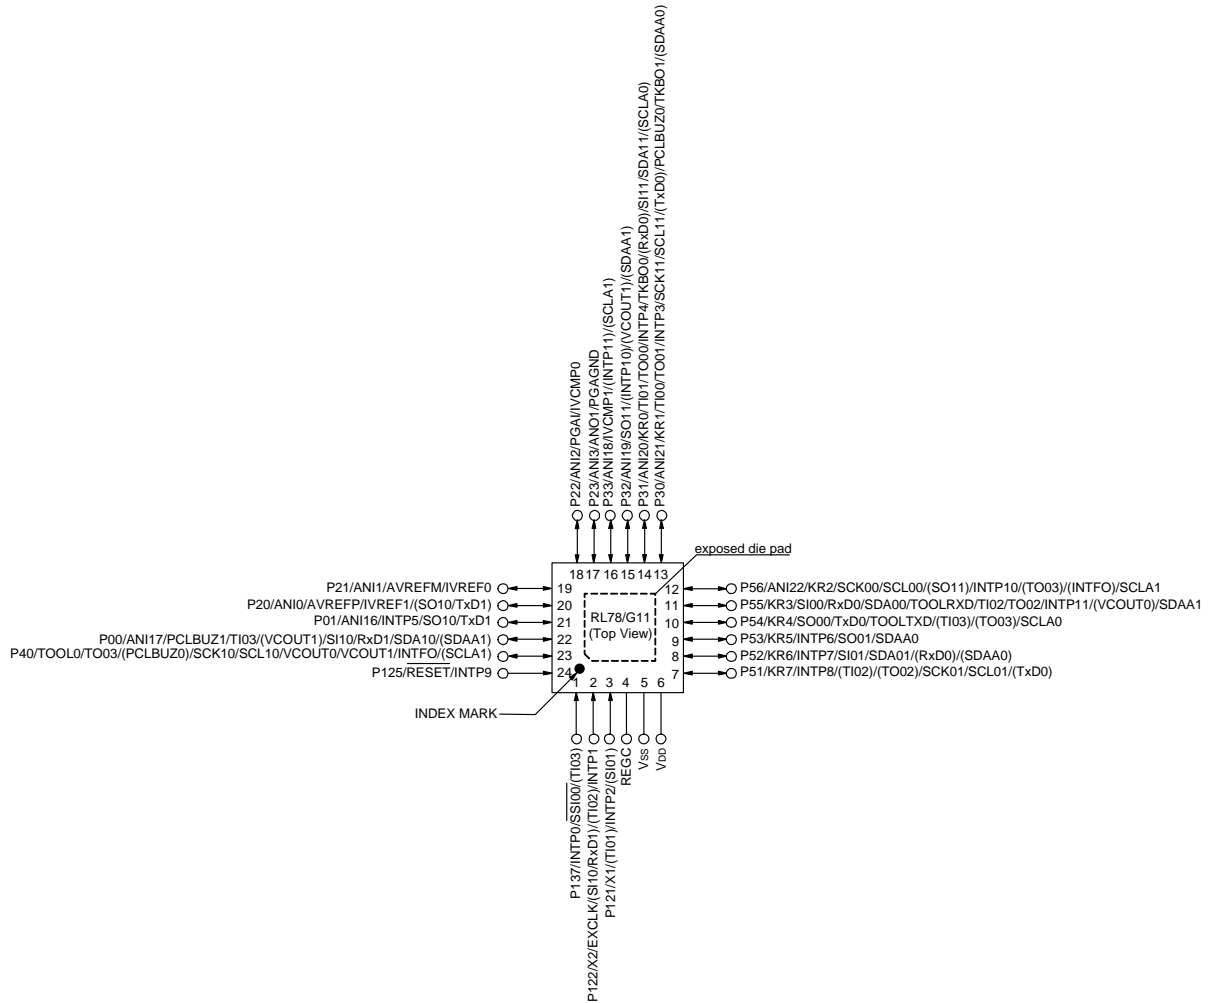 P22/ANI2/PGAI/IVCMP0
P23/ANI3/ANO1/PGAGND
P33/ANI18/IVCMP1/(INTP11)/(SCLA1)
P32/ANI19/SO11/(INTP10)/(VCOUT1)/(SDAA1)
P31/ANI20/KR0/TI01/TO00/INTP4/TKBO0/(RxD0)/SI11/SDA11/(SCLA0)
P30/ANI21/KR1/TI00/TO01/INTP3/SCK11/SCL11/(TxD0)/PCLBUZ0/TKBO1/(SDAA0)
exposed die pad
18 17 16 15 14 13
P21/ANI1/AVREFM/IVREF0 19
12 P56/ANI22/KR2/SCK00/SCL00/(SO11)/INTP10/(TO03)/(INTFO)/SCLA1
P20/ANI0/AVREFP/IVREF1/(SO10/TxD1) 20
11 P55/KR3/SI00/RxD0/SDA00/TOOLRXD/TI02/TO02/INTP11/(VCOUT0)/SDAA1
P01/ANI16/INTP5/SO10/TxD1 21
RL78/G11
10 P54/KR4/SO00/TxD0/TOOLTXD/(TI03)/(TO03)/SCLA0
P00/ANI17/PCLBUZ1/TI03/(VCOUT1)/SI10/RxD1/SDA10/(SDAA1) 22
(Top View)
9 P53/KR5/INTP6/SO01/SDAA0
P40/TOOL0/TO03/(PCLBUZ0)/SCK10/SCL10/VCOUT0/VCOUT1/INTFO/(SCLA1) 23
8 P52/KR6/INTP7/SI01/SDA01/(RxD0)/(SDAA0)
P125/RESET/INTP9 24
7 P51/KR7/INTP8/(TI02)/(TO02)/SCK01/SCL01/(TxD0)
1 2 3 4 5 6
INDEX MARK
P137/INTP0/SSI00/(TI03)
P122/X2/EXCLK/(SI10/RxD1)/(TI02)/INTP1
P121/X1/(TI01)/INTP2/(SI01)
REGC
VSS
VDD